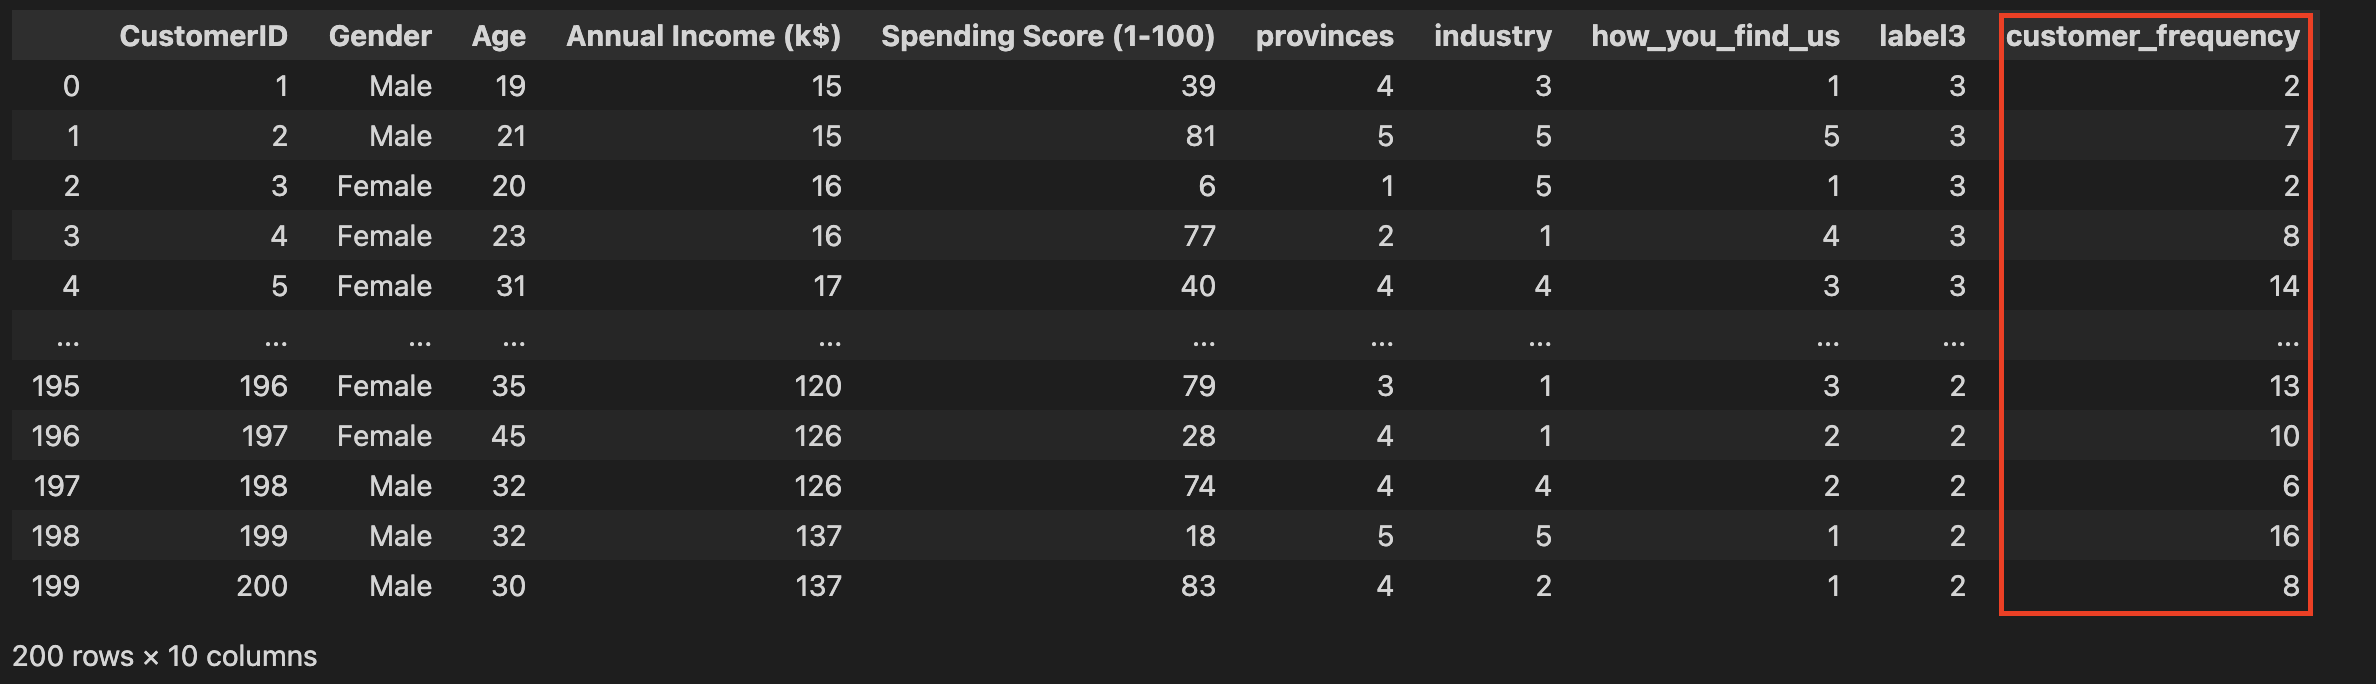 CustomerID Gender Age Annual Income (k$) Spending Score (1-100) provinces industry how_you_find_us label3 customer_frequency
0 1 Male 19 15 39 4 3 1 3 2
1 2 Male 21 15 81 5 5 5 3 7
2 3 Female 20 16 6 1 5 1 3 2
3 4 Female 23 16 77 2 1 4 3 8
4 5 Female 31 17 40 4 4 3 3 14
... ... ... ... ... ... ... ... ... ... ...
195 196 Female 35 120 79 3 1 3 2 13
196 197 Female 45 126 28 4 1 2 2 10
197 198 Male 32 126 74 4 4 2 2 6
198 199 Male 32 137 18 5 5 1 2 16
199 200 Male 30 137 83 4 2 1 2 8
200 rows × 10 columns